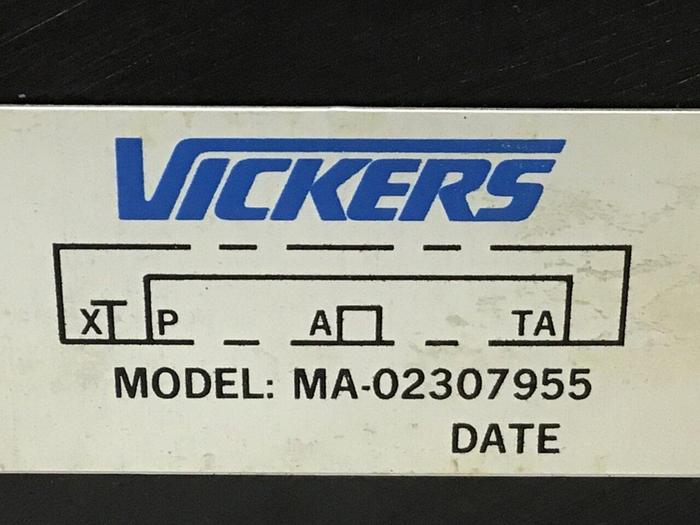 VICKERS
X P A TA
MODEL: MA-02307955
DATE